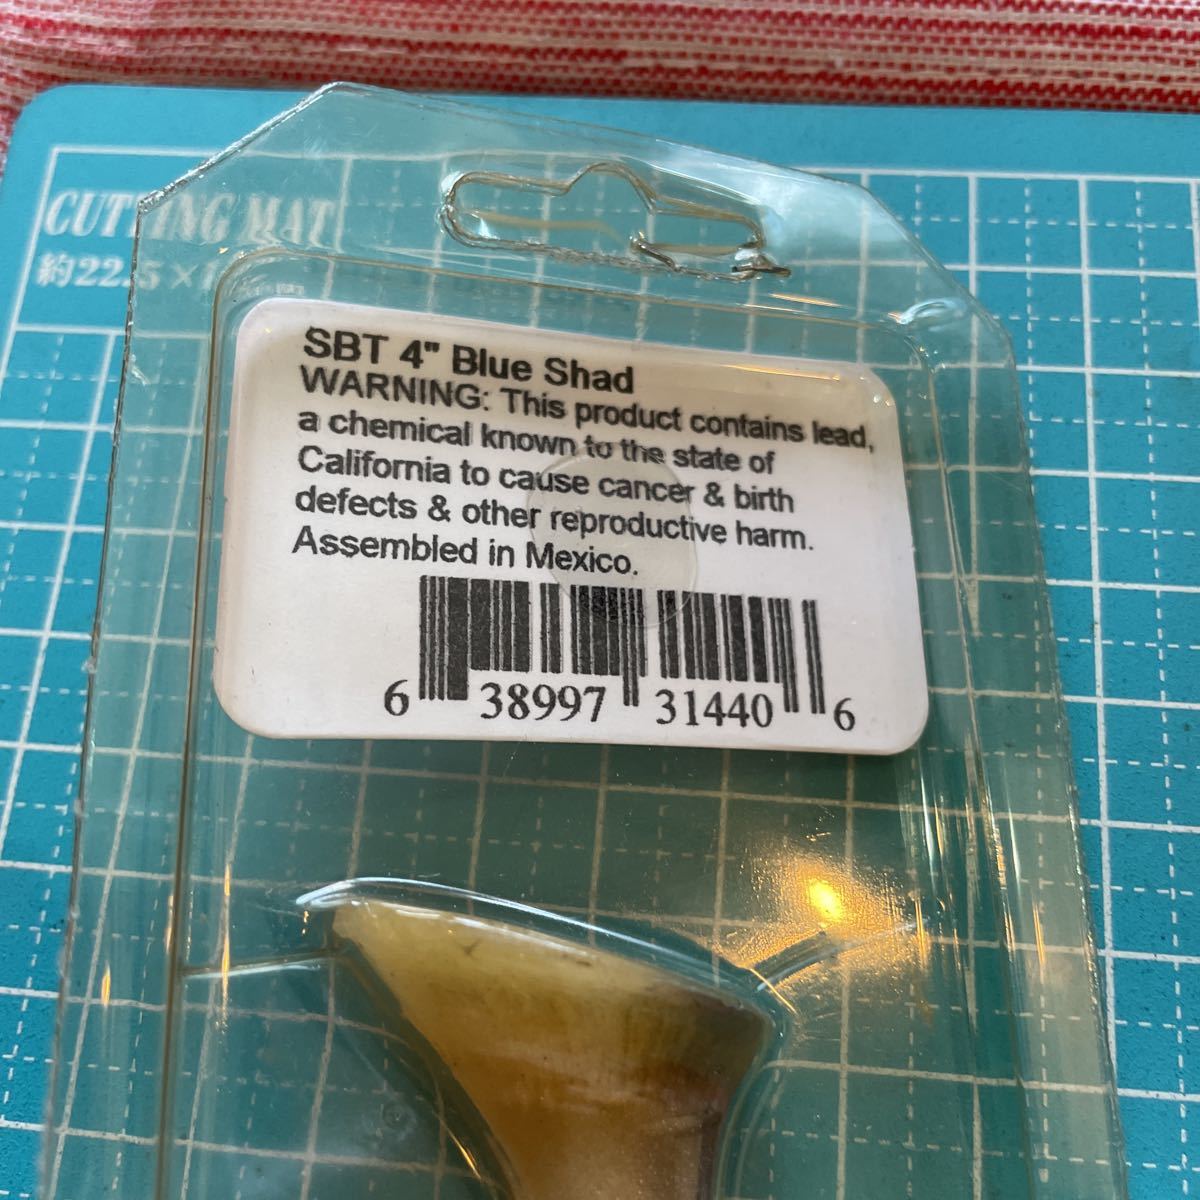 CUTTING MAT
約22.5×1
SBT 4" Blue Shad
WARNING: This product contains lead,
a chemical known to the state of
California to cause cancer & birth
defects & other reproductive harm.
Assembled in Mexico.
6 38997 31440 6